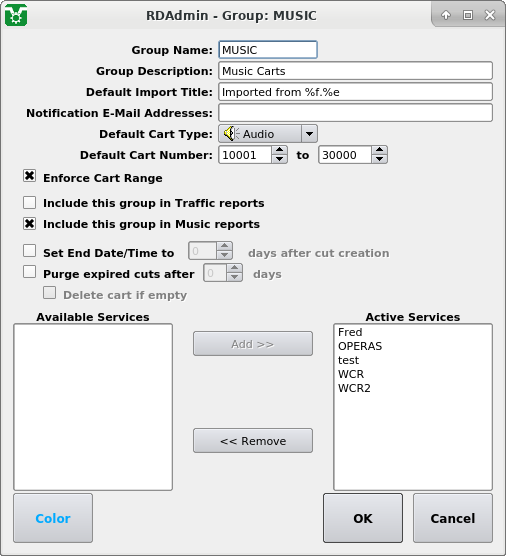 RDAdmin - Group: MUSIC
Group Name: MUSIC
Group Description: Music Carts
Default Import Title: Imported from %f.%e
Notification E-Mail Addresses:
Default Cart Type: Audio
Default Cart Number: 10001 to 30000
Enforce Cart Range
Include this group in Traffic reports
Include this group in Music reports
Set End Date/Time to 0 days after cut creation
Purge expired cuts after 0 days
Delete cart if empty
Available Services
Active Services
Add >>
<< Remove
Fred
OPERAS
test
WCR
WCR2
Color
OK
Cancel